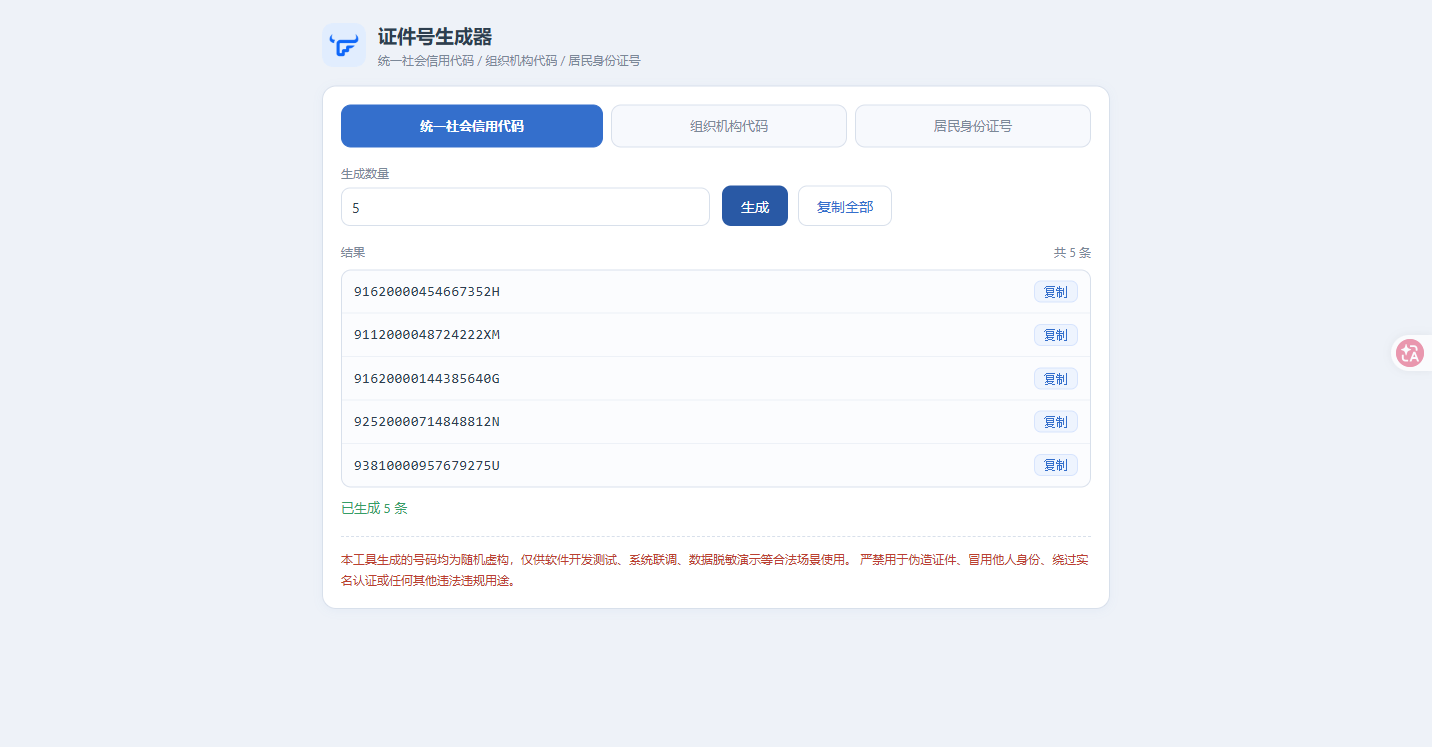 证件号生成器
统一社会信用代码 / 组织机构代码 / 居民身份证号
统一社会信用代码
组织机构代码
居民身份证号
生成数量
5
生成
复制全部
结果
共 5 条
91620000454667352H
复制
9112000048724222XM
复制
91620000144385640G
复制
92520000714848812N
复制
93810000957679275U
复制
已生成 5 条
本工具生成的号码均为随机虚构，仅供软件开发测试、系统联调、数据脱敏演示等合法场景使用。 严禁用于伪造证件、冒用他人身份、绕过实
名认证或任何其他违法违规用途。